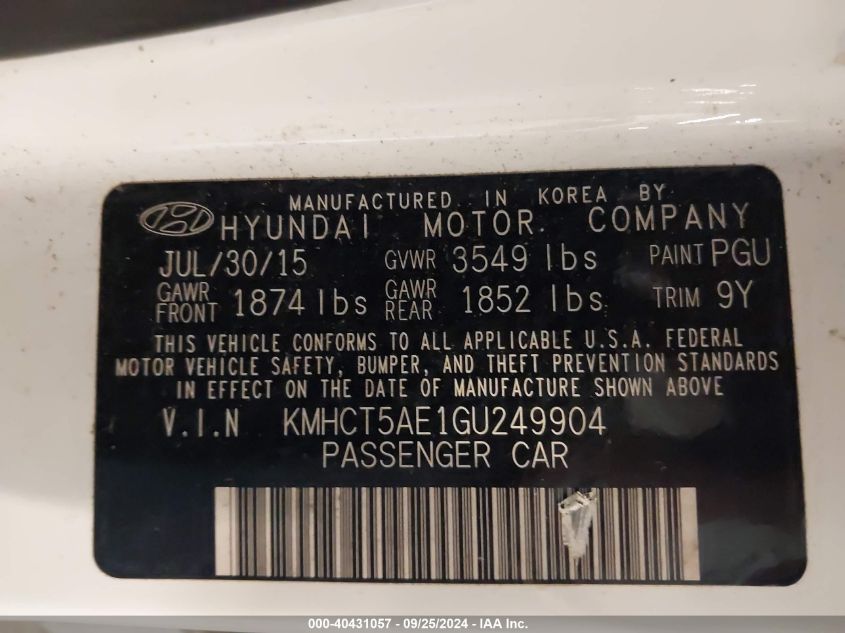 MANUFACTURED IN KOREA BY
HYUNDAI MOTOR. COMPANY
JUL/30/15 GVWR 3549 lbs PAINT PGU
GAWR FRONT 1874 lbs GAWR REAR 1852 lbs TRIM 9Y
THIS VEHICLE CONFORMS TO ALL APPLICABLE U.S.A. FEDERAL
MOTOR VEHICLE SAFETY, BUMPER, AND THEFT PREVENTION STANDARDS
IN EFFECT ON THE DATE OF MANUFACTURE SHOWN ABOVE
V.I.N KMHCT5AE1GU249904
PASSENGER CAR
000-40431057 - 09/25/2024 - IAA Inc.